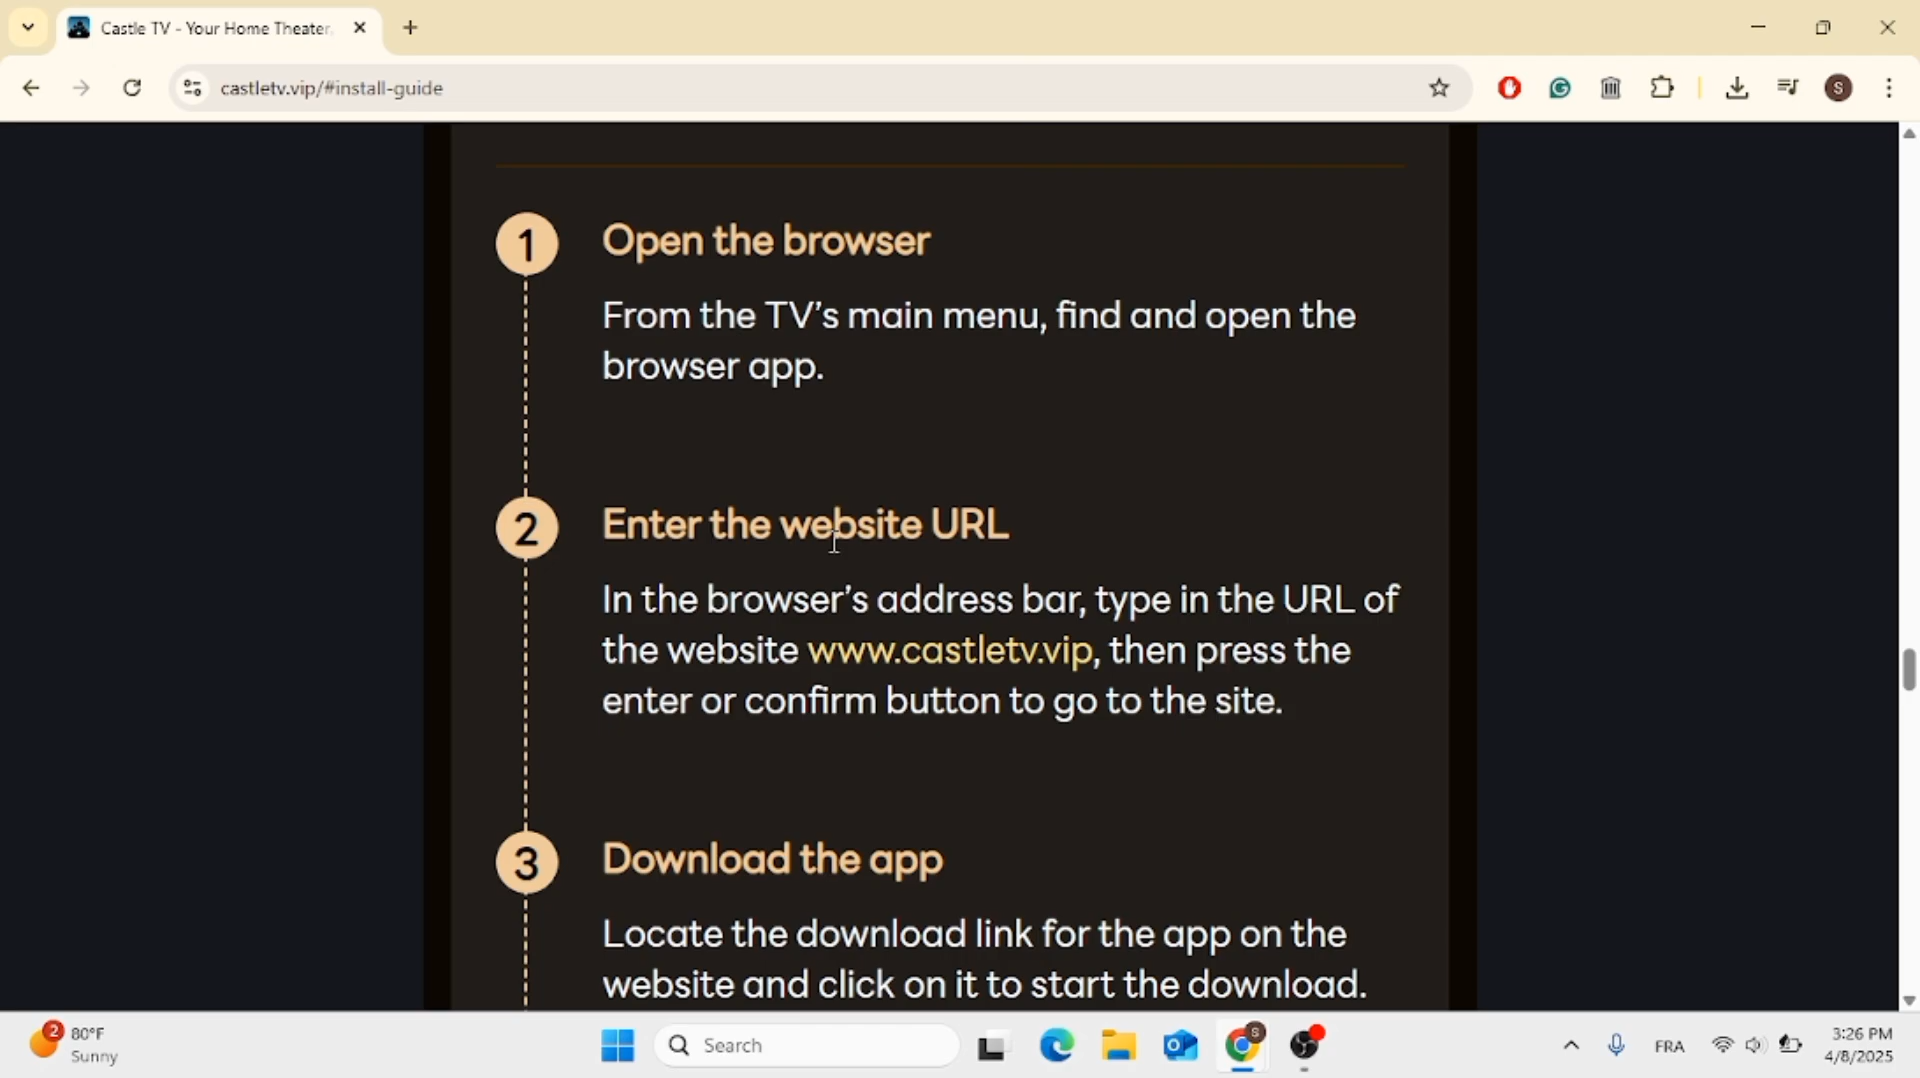 Castle TV - Your Home Theater,
castletv.vip/#install-guide
S
1
Open the browser
From the TV’s main menu, find and open the
browser app.
2
Enter the website URL
In the browser’s address bar, type in the URL of
the website www.castletv.vip, then press the
enter or confirm button to go to the site.
3
Download the app
Locate the download link for the app on the
website and click on it to start the download.
2
80°F
Sunny
Search
S
FRA
3:26 PM
4/8/2025